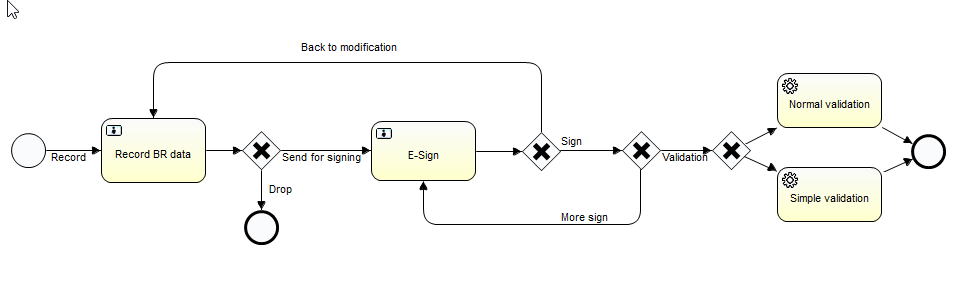 Back to modification
Record
Record BR data
Send for signing
Drop
E-Sign
Sign
More sign
Validation
Normal validation
Simple validation